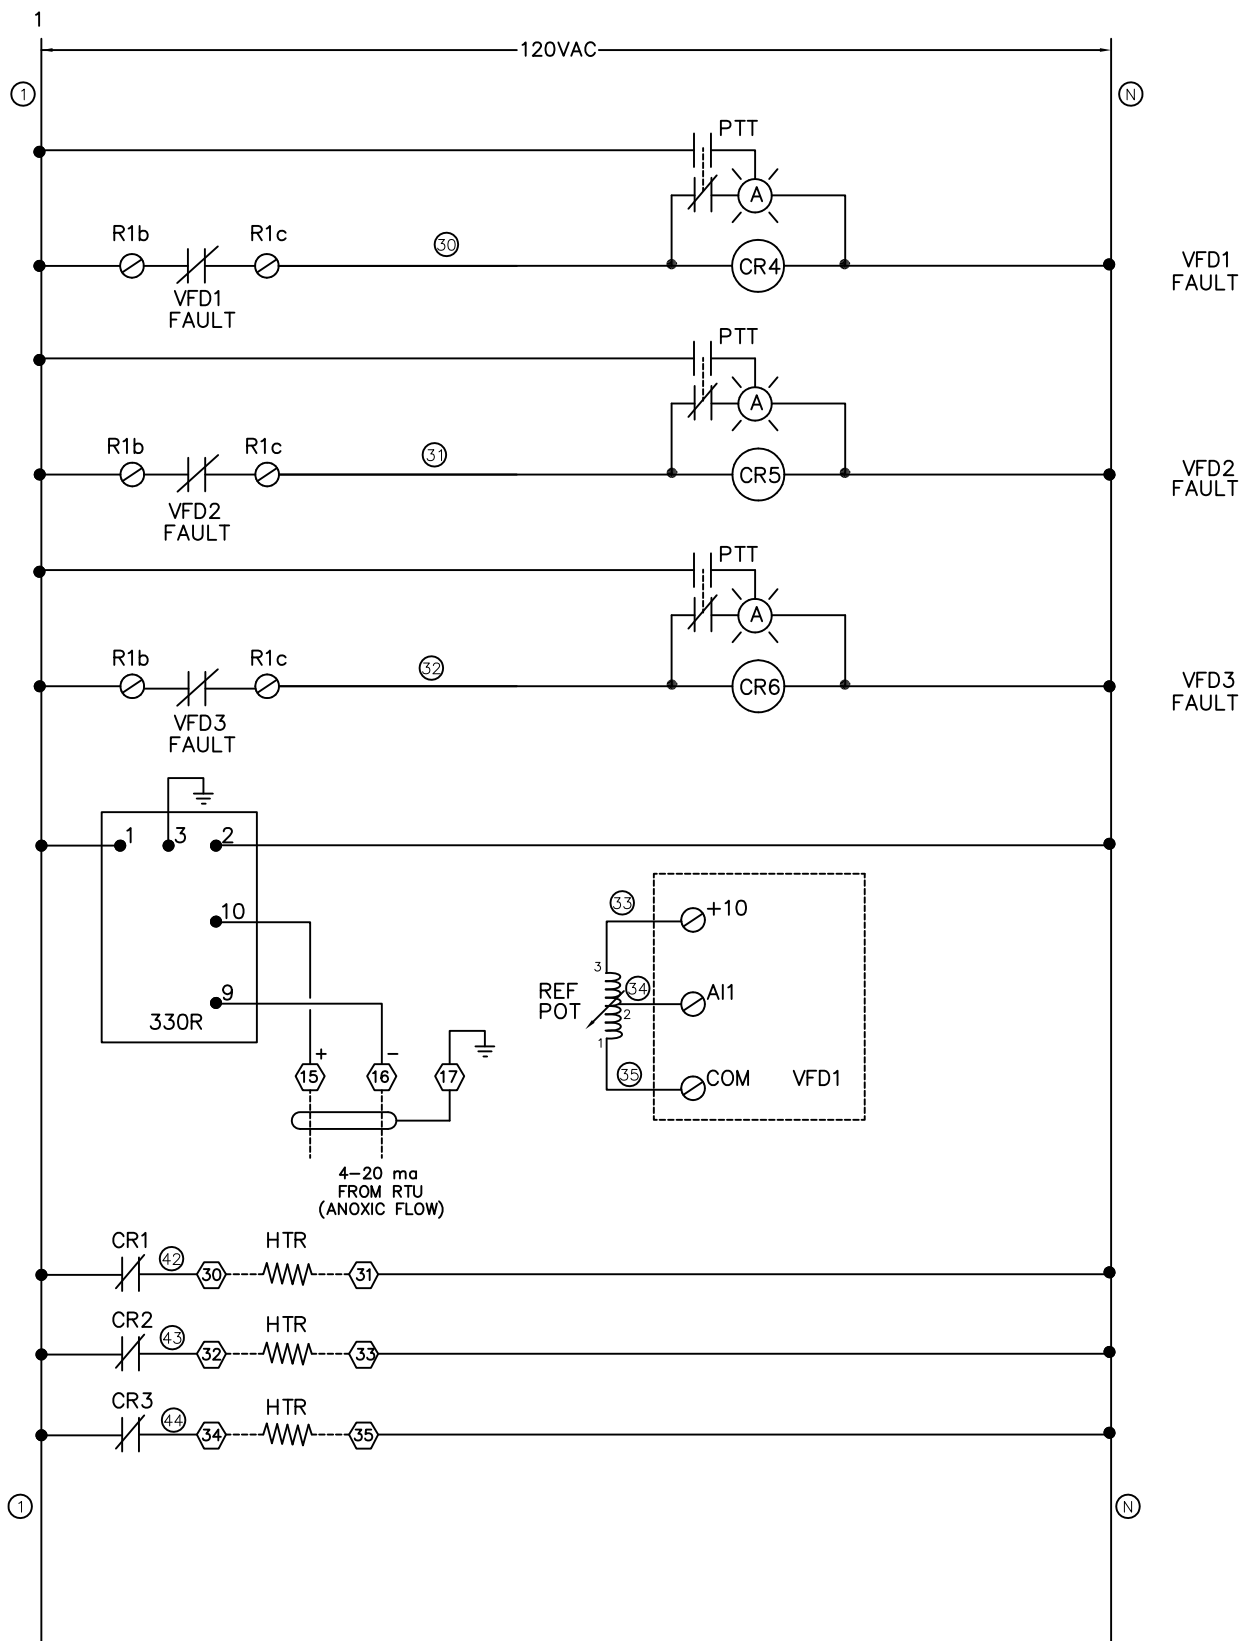 1
120VAC
1
N
PTT
A
R1b
R1c
30
CR4
VFD1
FAULT
VFD1
FAULT
PTT
A
R1b
R1c
31
CR5
VFD2
FAULT
VFD2
FAULT
PTT
A
R1b
R1c
32
CR6
VFD3
FAULT
VFD3
FAULT
1
3
2
10
9
330R
33
+10
3
REF
POT
34
AI1
2
1
35
COM
VFD1
+
−
15
16
17
4−20 ma
FROM RTU
(ANOXIC FLOW)
CR1
42
30
HTR
31
CR2
43
32
HTR
33
CR3
44
34
HTR
35
1
N